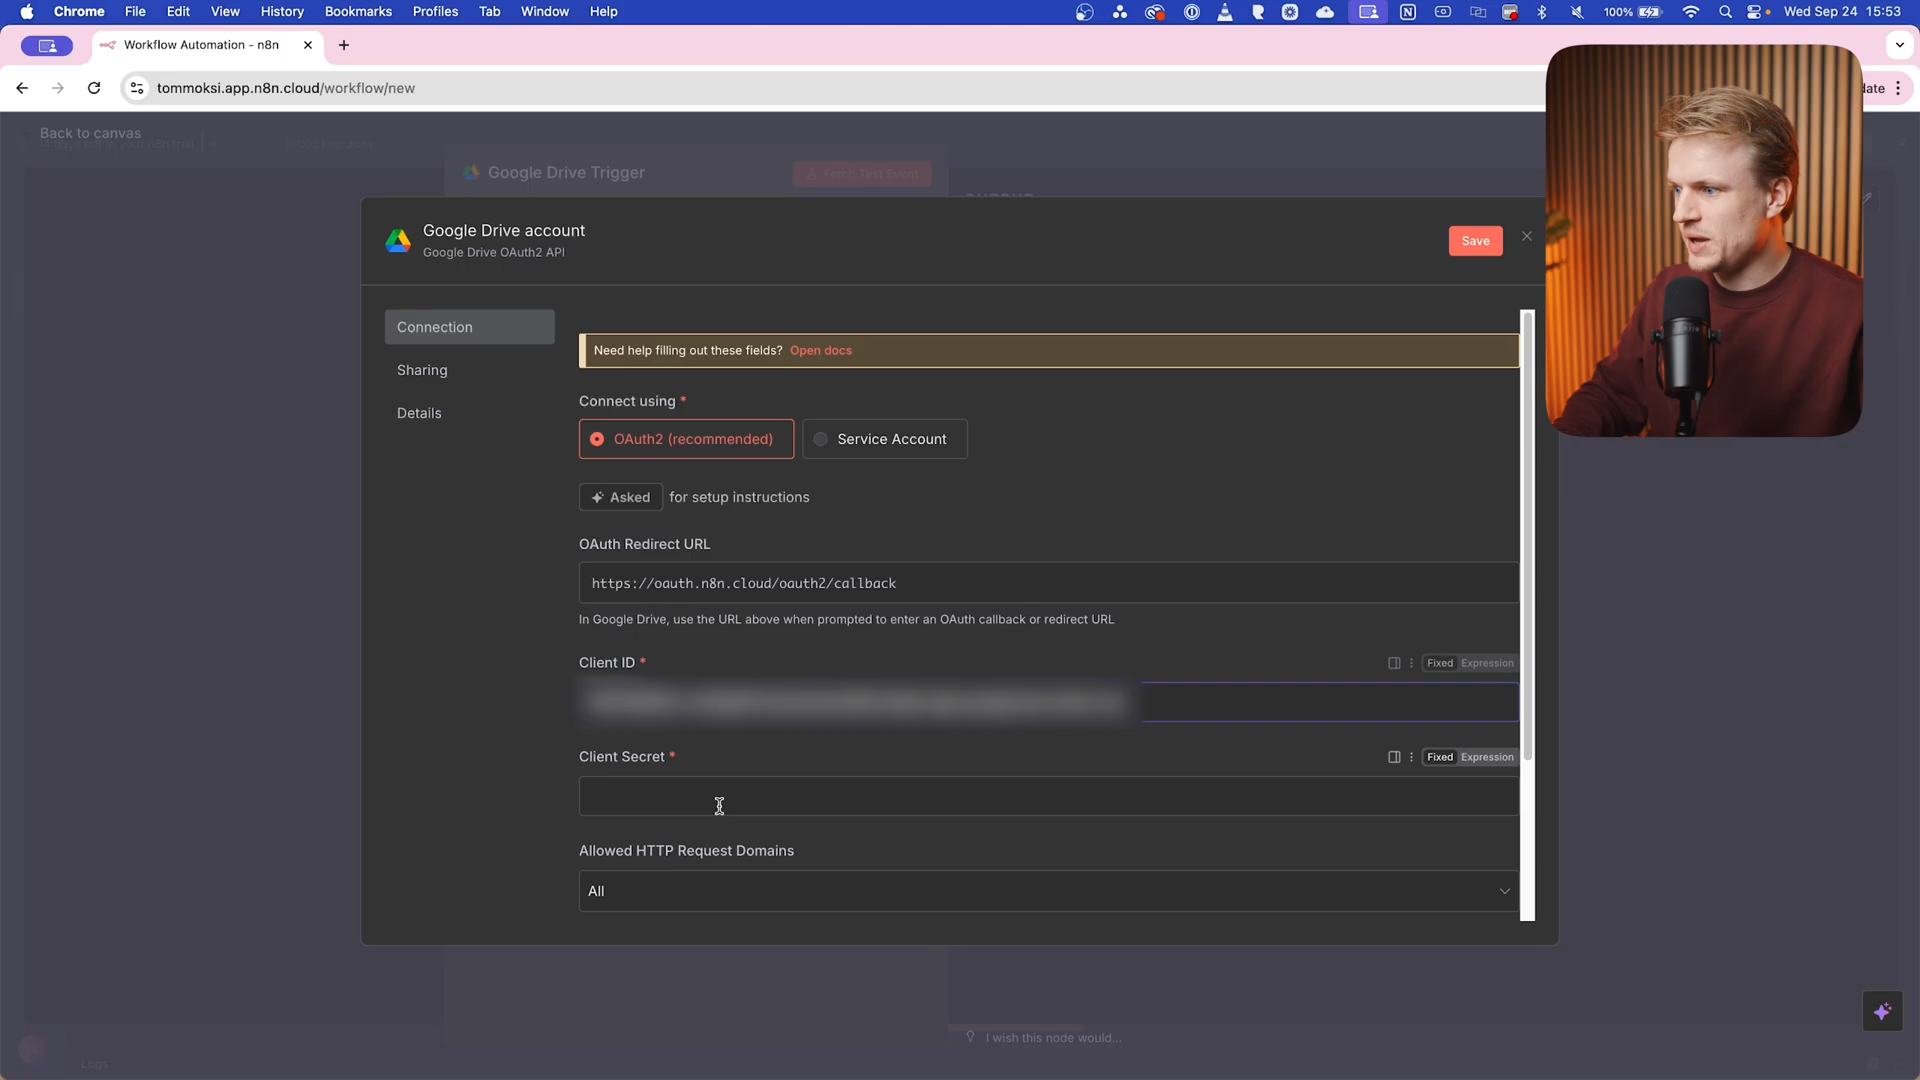 Chrome File Edit View History Bookmarks Profiles Tab Window Help
100%
Wed Sep 24 15:53
Workflow Automation - n8n
tommoksi.app.n8n.cloud/workflow/new
Back to canvas
Google Drive Trigger
Fetch Test Event
Google Drive account
Google Drive OAuth2 API
Save
Connection
Sharing
Details
Need help filling out these fields? Open docs
Connect using *
OAuth2 (recommended)
Service Account
Asked for setup instructions
OAuth Redirect URL
https://oauth.n8n.cloud/oauth2/callback
In Google Drive, use the URL above when prompted to enter an OAuth callback or redirect URL
Client ID *
Fixed Expression
Client Secret *
Fixed Expression
Allowed HTTP Request Domains
All
I wish this node would...
Logs